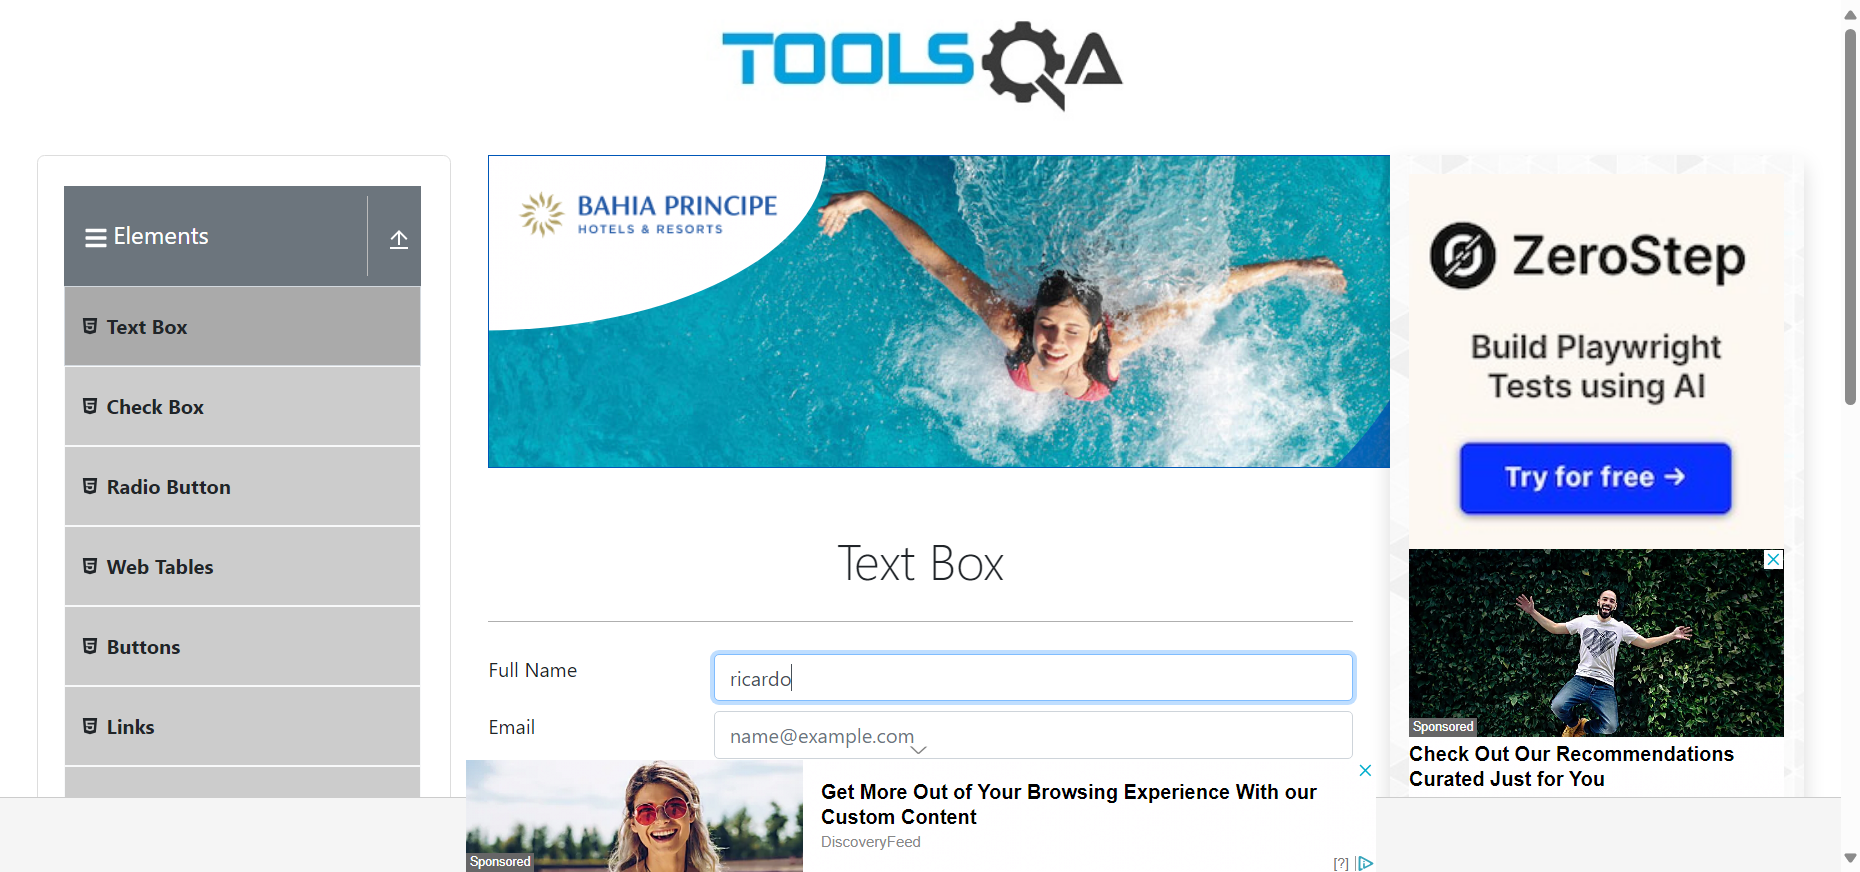 TOOLSQA
Elements
Text Box
Check Box
Radio Button
Web Tables
Buttons
Links
BAHIA PRINCIPE
HOTELS & RESORTS
Text Box
Full Name
ricardo
Email
name@example.com
ZeroStep
Build Playwright
Tests using AI
Try for free →
Sponsored
Check Out Our Recommendations
Curated Just for You
Sponsored
Get More Out of Your Browsing Experience With our
Custom Content
DiscoveryFeed
[?]